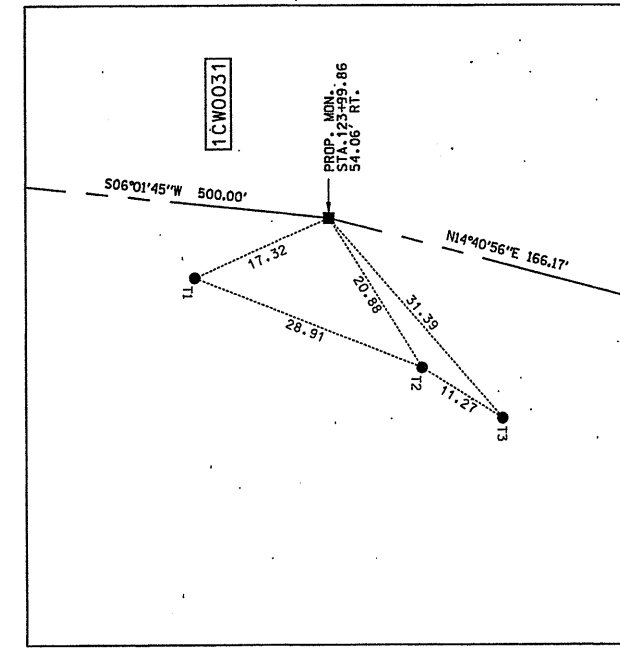 1CW0031
PROP. MON.
STA.123+99.86
54.06' RT.
S06°01'45"W 500.00'
N14°40'56"E 166.17'
17.32
20.88
31.39
28.91
11.27
T1
T2
T3